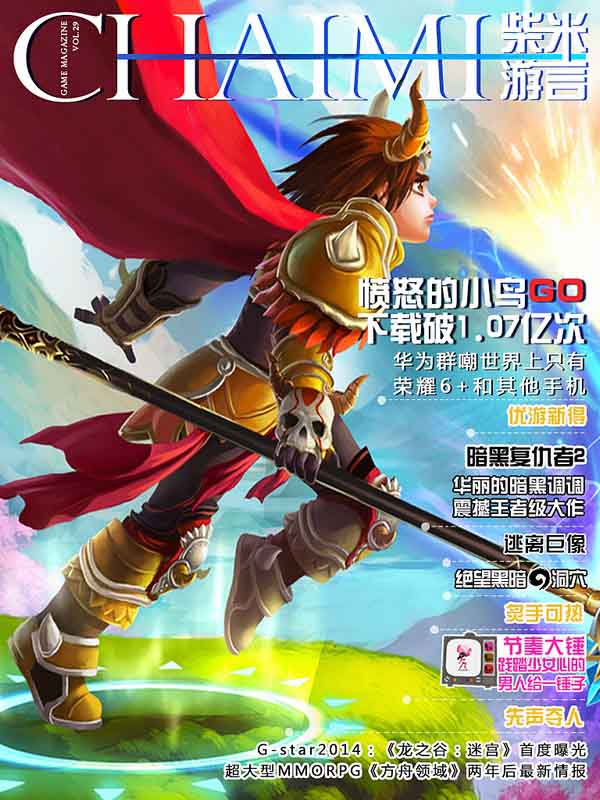 CHAIMI
GAME MAGAZINE
VOL.29
柴米
游言
愤怒的小鸟GO
下载破1.07亿次
华为群嘲世界上只有
荣耀6+和其他手机
优游新得
暗黑复仇者2
华丽的暗黑调调
震撼王者级大作
逃离巨像
绝望黑暗の洞穴
炙手可热
节奏大锤
践踏少女心的
男人给一锤子
先声夺人
G-star2014：《龙之谷：迷宫》首度曝光
超大型MMORPG《方舟领域》两年后最新情报